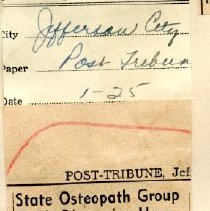 City Jefferson City
Paper Post Tribune
Date 1-25
POST-TRIBUNE, Jef
State Osteopath Group